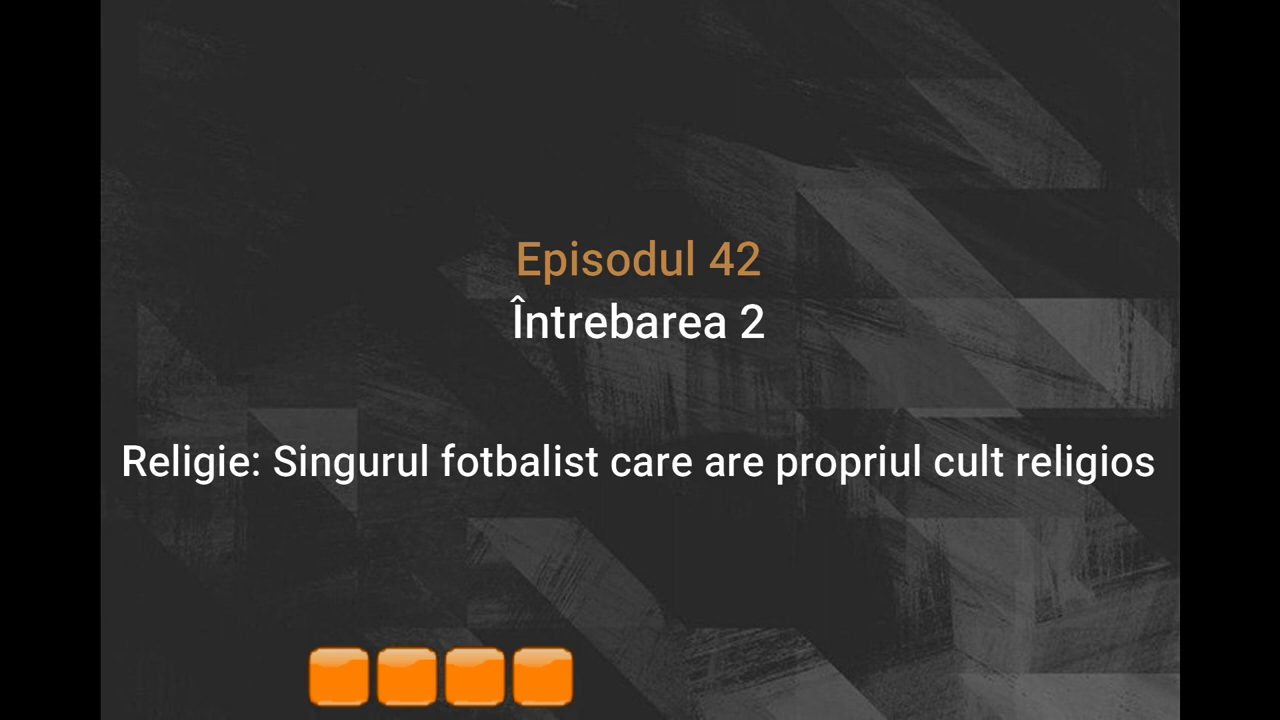 Episodul 42
Întrebarea 2
Religie: Singurul fotbalist care are propriul cult religios